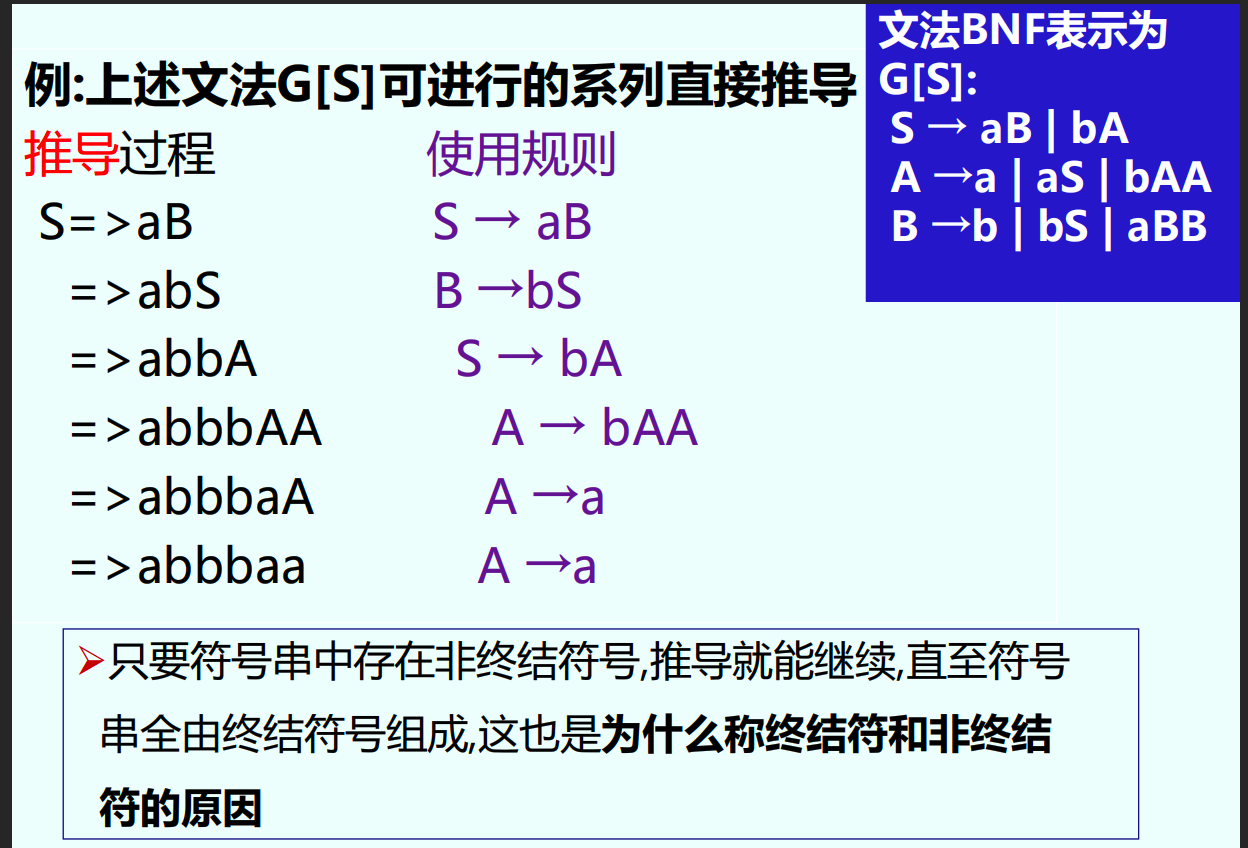 文法BNF表示为
G[S]:
S → aB | bA
A →a | aS | bAA
B →b | bS | aBB
例:上述文法G[S]可进行的系列直接推导
推导过程 使用规则
S=>aB S → aB
=>abS B →bS
=>abbA S → bA
=>abbbAA A → bAA
=>abbbaA A →a
=>abbbaa A →a
➢只要符号串中存在非终结符号,推导就能继续,直至符号
串全由终结符号组成,这也是为什么称终结符和非终结
符的原因